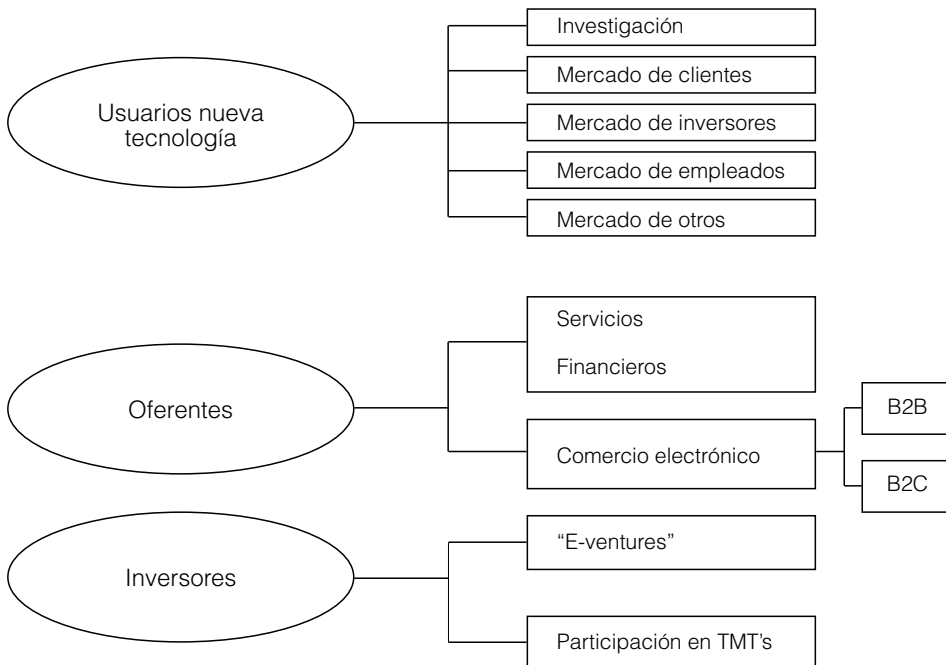 Usuarios nueva
tecnología
Investigación
Mercado de clientes
Mercado de inversores
Mercado de empleados
Mercado de otros
Oferentes
Servicios
Financieros
Comercio electrónico
B2B
B2C
Inversores
“E-ventures”
Participación en TMT’s